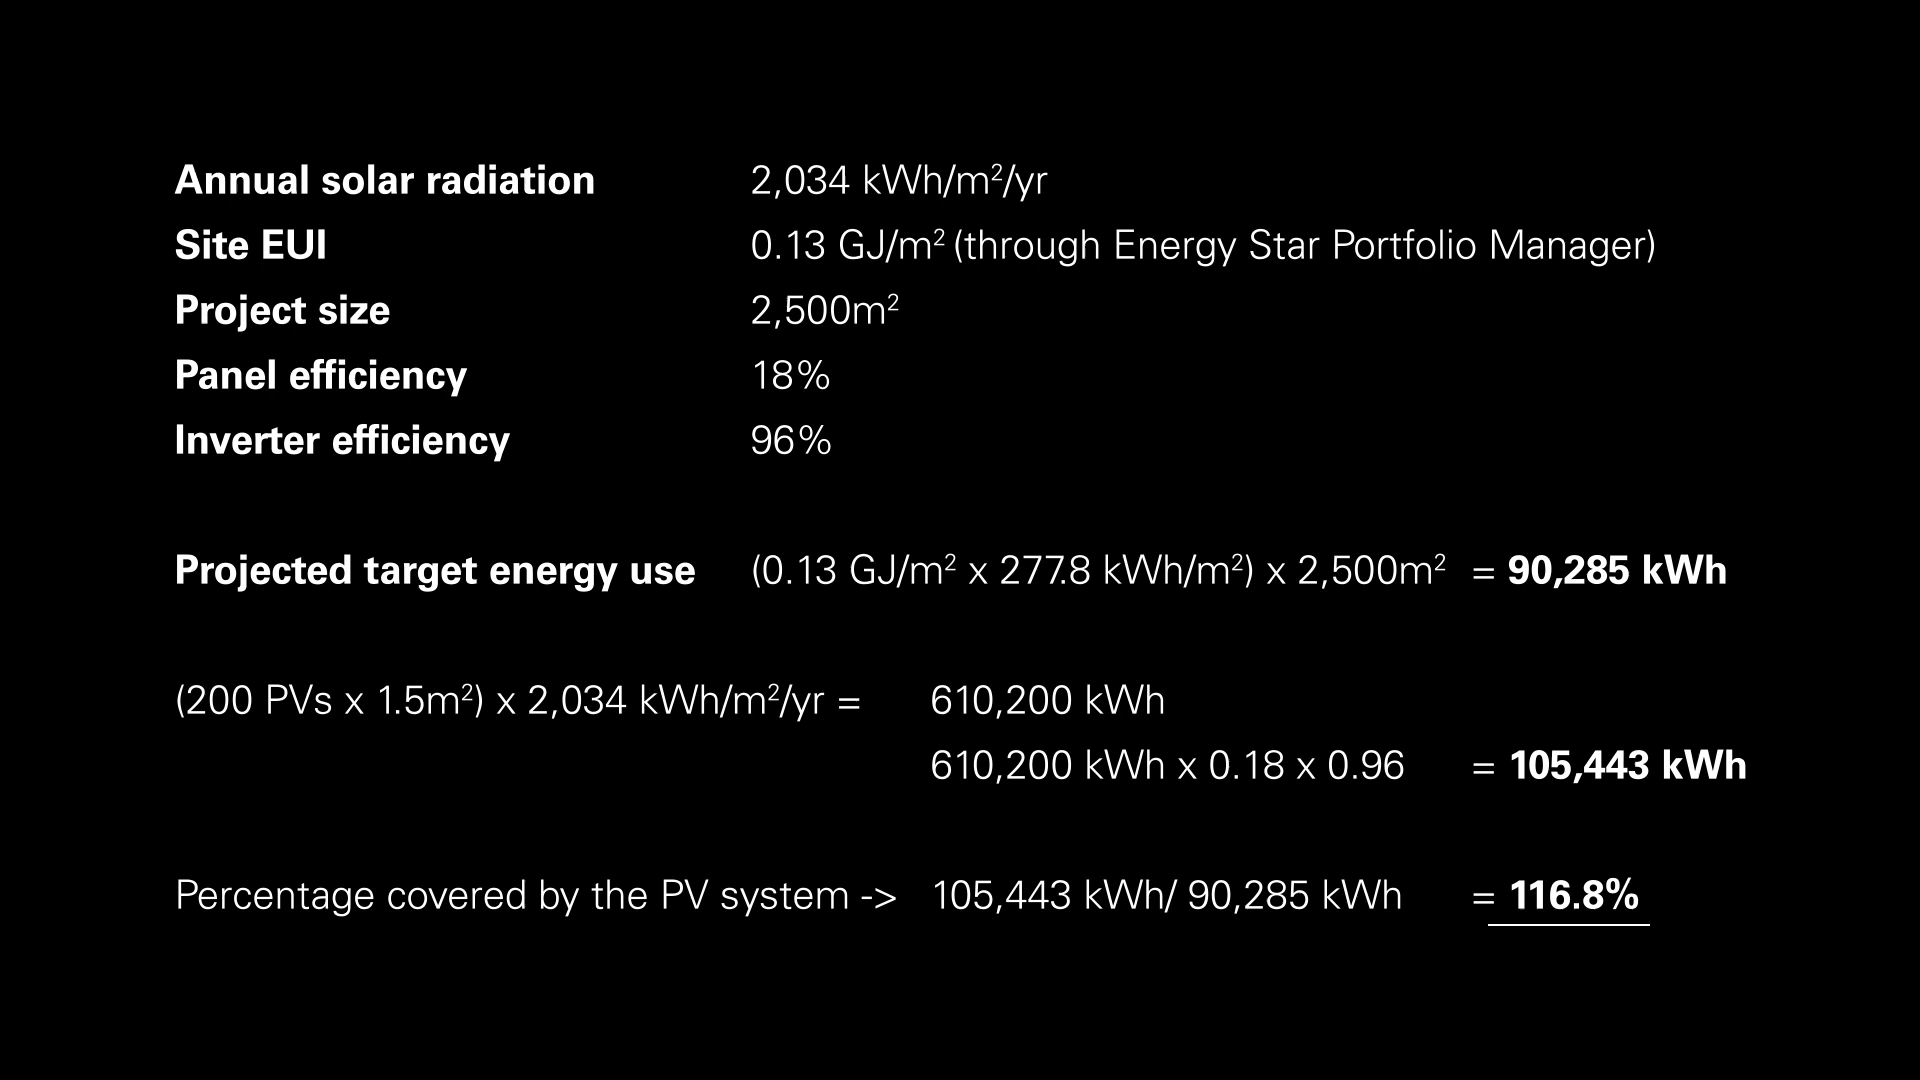 Annual solar radiation 2,034 kWh/m²/yr
Site EUI 0.13 GJ/m² (through Energy Star Portfolio Manager)
Project size 2,500m²
Panel efficiency 18%
Inverter efficiency 96%
Projected target energy use (0.13 GJ/m² x 277.8 kWh/m²) x 2,500m² = 90,285 kWh
(200 PVs x 1.5m²) x 2,034 kWh/m²/yr = 610,200 kWh
610,200 kWh x 0.18 x 0.96 = 105,443 kWh
Percentage covered by the PV system -> 105,443 kWh/ 90,285 kWh = 116.8%